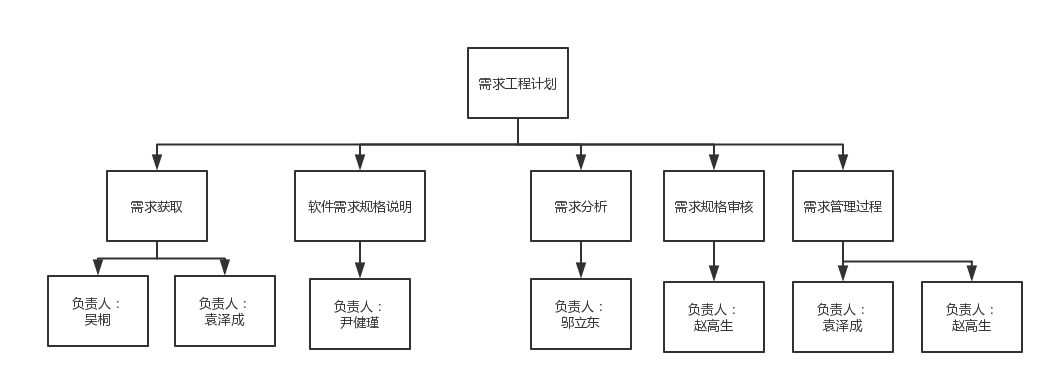 需求工程计划
需求获取
软件需求规格说明
需求分析
需求规格审核
需求管理过程
负责人：
吴桐
负责人：
袁泽成
负责人：
尹健瑾
负责人：
邬立东
负责人：
赵高生
负责人：
袁泽成
负责人：
赵高生